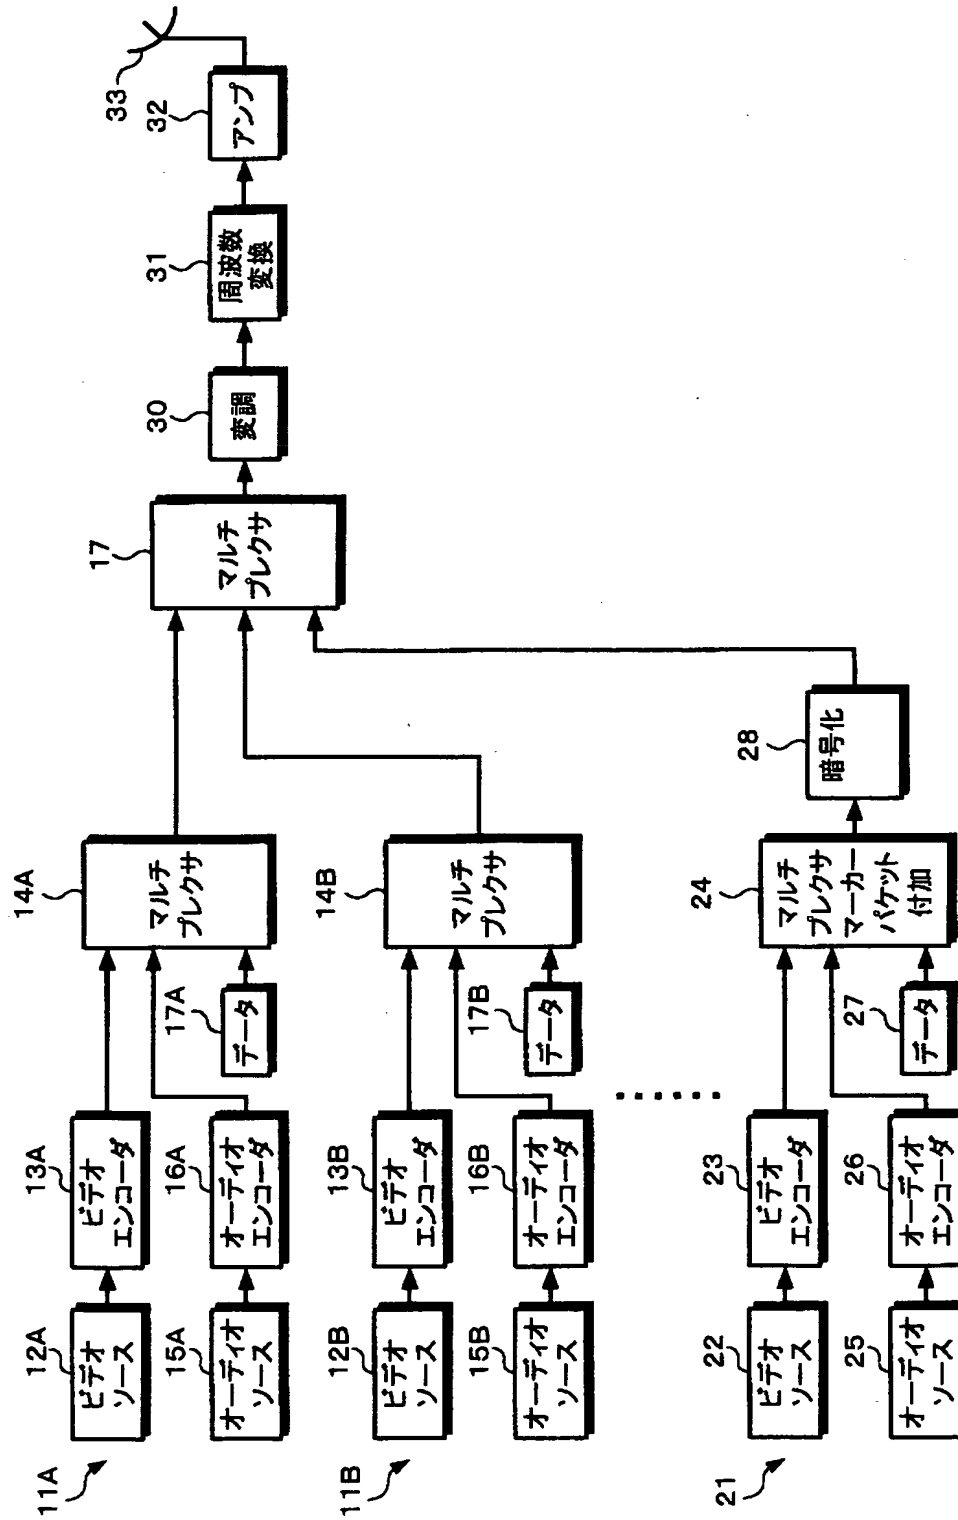 11A
12A
ビデオ
ソース
13A
ビデオ
エンコーダ
15A
オーディオ
ソース
16A
オーディオ
エンコーダ
17A
データ
14A
マルチ
プレクサ
11B
12B
ビデオ
ソース
13B
ビデオ
エンコーダ
15B
オーディオ
ソース
16B
オーディオ
エンコーダ
17B
データ
14B
マルチ
プレクサ
21
22
ビデオ
ソース
23
ビデオ
エンコーダ
25
オーディオ
ソース
26
オーディオ
エンコーダ
27
データ
24
マルチ
プレクサ
マーカー
パケット
付加
28
暗号化
17
マルチ
プレクサ
30
変調
31
周波数
変換
32
アンプ
33